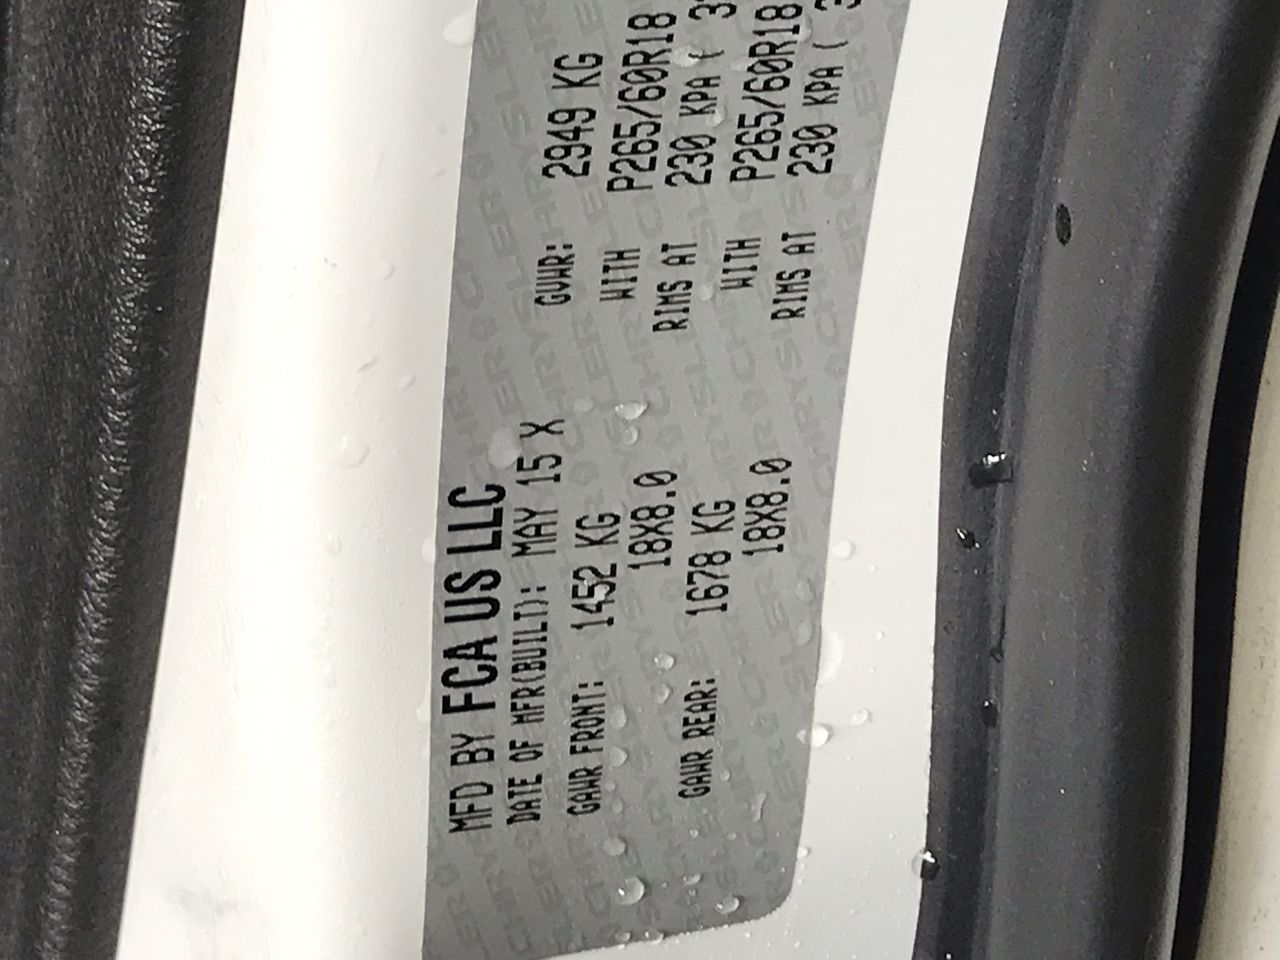 MFD BY FCA US LLC
DATE OF MFR(BUILT): MAY 15 X GVWR: 2949 KG
GAWR FRONT: 1452 KG WITH P265/60R18
18X8.0 RIMS AT 230 KPA (
GAWR REAR: 1678 KG WITH P265/60R18
18X8.0 RIMS AT 230 KPA (